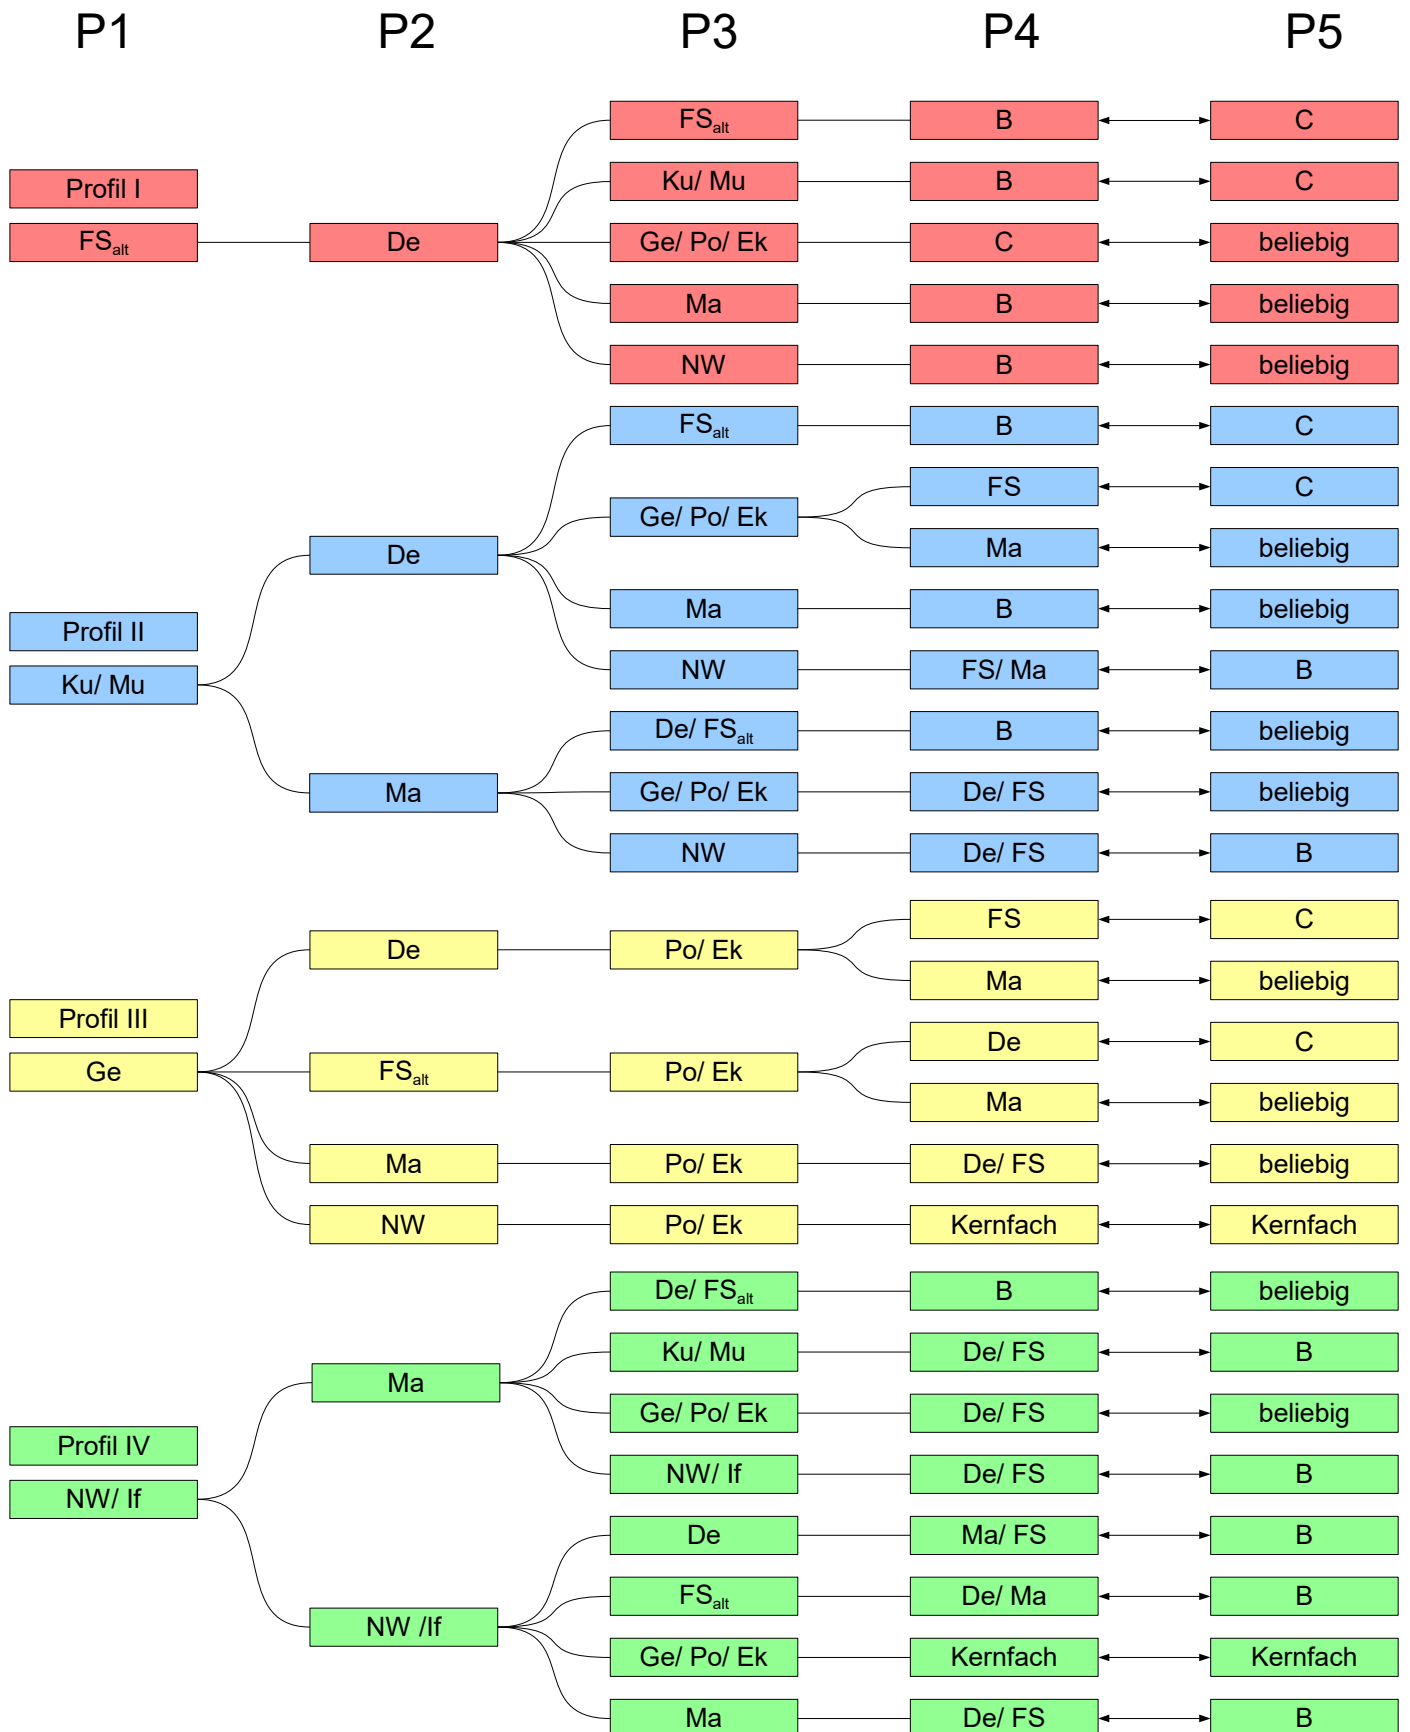 P1 P2 P3 P4 P5
FSalt B C
Profil I Ku/ Mu B C
FSalt De Ge/ Po/ Ek C beliebig
Ma B beliebig
NW B beliebig
FSalt B C
FS C
Ge/ Po/ Ek
De Ma beliebig
Ma B beliebig
Profil II
Ku/ Mu NW FS/ Ma B
De/ FSalt B beliebig
Ma Ge/ Po/ Ek De/ FS beliebig
NW De/ FS B
FS C
De Po/ Ek
Ma beliebig
Profil III
De C
Ge FSalt Po/ Ek
Ma beliebig
Ma Po/ Ek De/ FS beliebig
NW Po/ Ek Kernfach Kernfach
De/ FSalt B beliebig
Ku/ Mu De/ FS B
Ma
Ge/ Po/ Ek De/ FS beliebig
Profil IV
NW/ If NW/ If De/ FS B
De Ma/ FS B
FSalt De/ Ma B
NW /If
Ge/ Po/ Ek Kernfach Kernfach
Ma De/ FS B